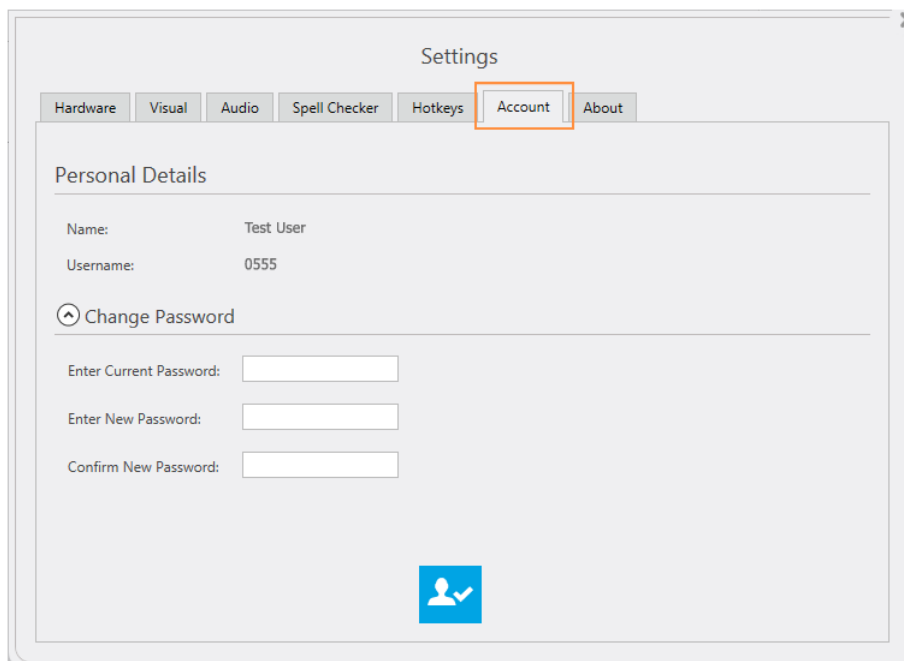 Settings
Hardware Visual Audio Spell Checker Hotkeys Account About
Personal Details
Name: Test User
Username: 0555
Change Password
Enter Current Password:
Enter New Password:
Confirm New Password: